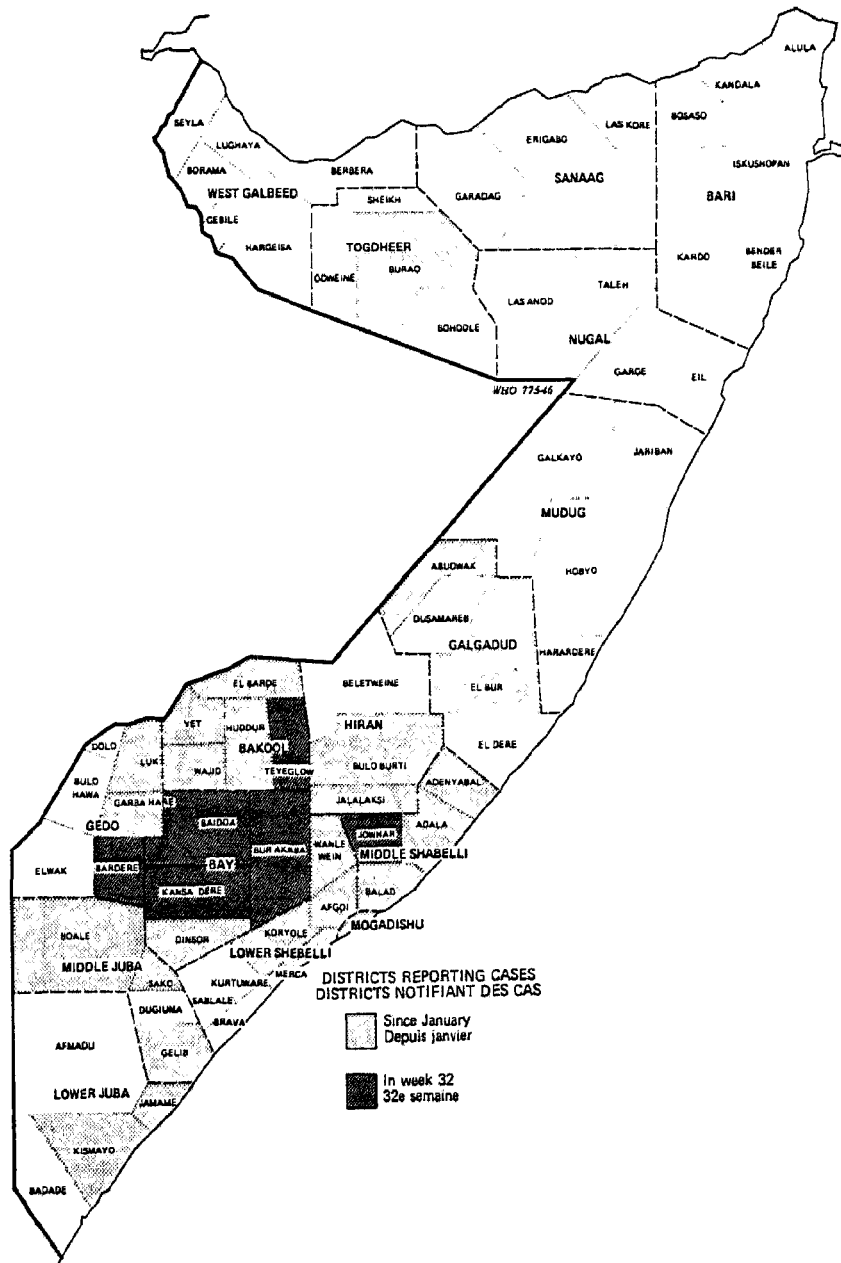 ALULA
KANDALA
BOSASO
LAS KORE
ERIGABO
SEYLA
LUGHAYA
BORAMA
BERBERA
ISKUSHOPAN
WEST GALBEED
SANAAG
BARI
SHEIKH
GARADAG
GEBILE
HARGEISA
TOGDHEER
BURAO
ODWEINE
KARDO
BENDER
BEILE
TALEH
LAS ANOD
BOHODLE
NUGAL
GAROE
EIL
WHO 77546
JARIBAN
GALKAYO
MUDUG
HOBYO
ABUDWAK
DUSAMAREB
GALGADUD
HARARDERE
EL BARDE
BELETWEINE
EL BUR
YET
HUDDUR
HIRAN
BAKOOL
EL DERE
DOLO
LUK
WAJID
TEYEGLOW
BULO BURTI
BULO
HAWA
ADENYABAL
GARBA HARE
JALALAKSI
GEDO
BAIDOA
JOWHAR
ADALA
WANLE
WEIN
BUR AKABA
MIDDLE SHABELLI
ELWAK
BARDERE
BAY
KANSA DERE
BALAD
AFGOI
MOGADISHU
BOALE
DINSOR
KORYOLE
LOWER SHEBELLI
MIDDLE JUBA
MERCA
SAKO
KURTUWARE
SABLALE
BRAVA
DUGIUMA
AFMADU
GELIB
LOWER JUBA
JAMAME
KISMAYO
BADADE
DISTRICTS REPORTING CASES
DISTRICTS NOTIFIANT DES CAS
Since January
Depuis janvier
In week 32
32e semaine